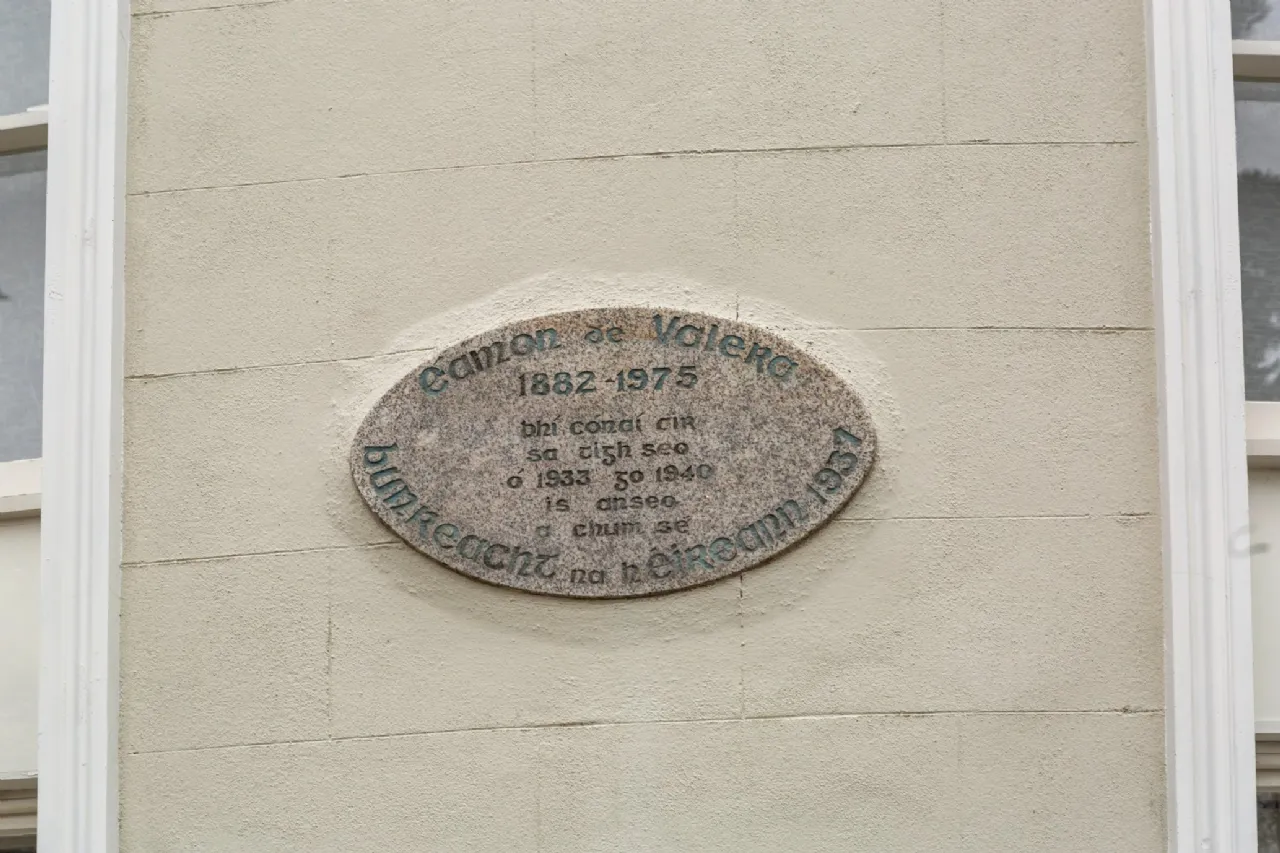 Éamon de Valera
1882-1975
bhí cónaí air
sa tigh seo
ó 1933 go 1940
is anseo
a chum sé
bunreacht na hÉireann 1937